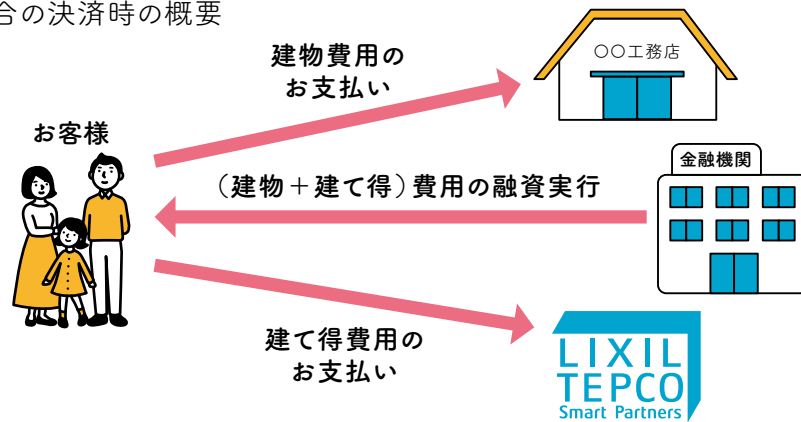 合の決済時の概要
建物費用の
お支払い
〇〇工務店
お客様
金融機関
（建物＋建て得）費用の融資実行
建て得費用の
お支払い
LIXIL
TEPCO
Smart Partners